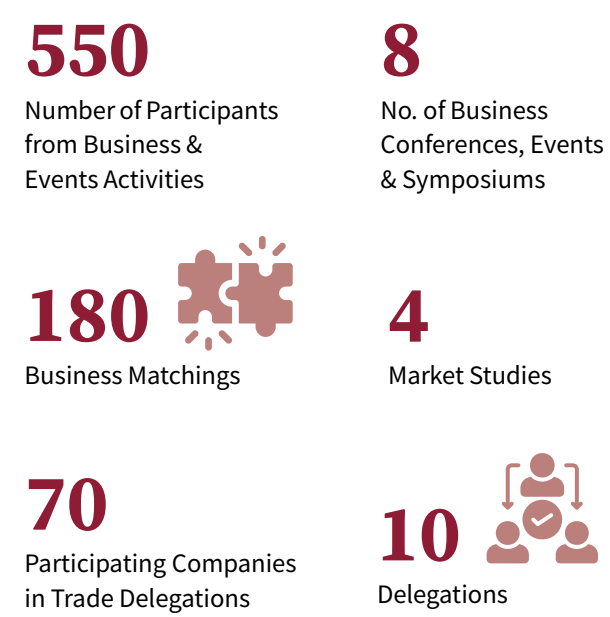 550
Number of Participants
from Business &
Events Activities
8
No. of Business
Conferences, Events
& Symposiums
180
Business Matchings
4
Market Studies
70
Participating Companies
in Trade Delegations
10
Delegations